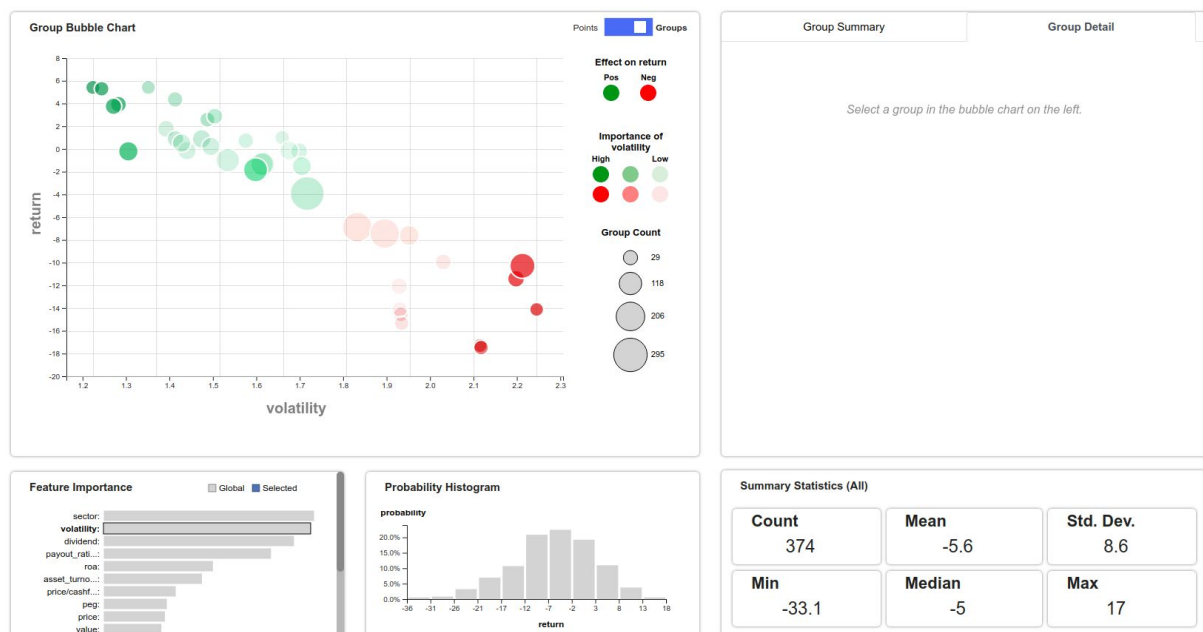 Group Bubble Chart
Points Groups
8
6
4
2
0
-2
-4
-6
-8
-10
-12
-14
-16
-18
-20
return
1.2 1.3 1.4 1.5 1.6 1.7 1.8 1.9 2.0 2.1 2.2 2.3
volatility
Effect on return
Pos Neg
Importance of
volatility
High Low
Group Count
29
118
206
295
Group Summary Group Detail
Select a group in the bubble chart on the left.
Feature Importance Global Selected
sector:
volatility:
dividend:
payout_rati...:
roa:
asset_turno...:
price/cashf...:
peg:
price:
value:
Probability Histogram
probability
20.0%
15.0%
10.0%
5.0%
0.0%
-36 -31 -26 -21 -17 -12 -7 -2 3 8 13 18
return
Summary Statistics (All)
Count Mean Std. Dev.
374 -5.6 8.6
Min Median Max
-33.1 -5 17